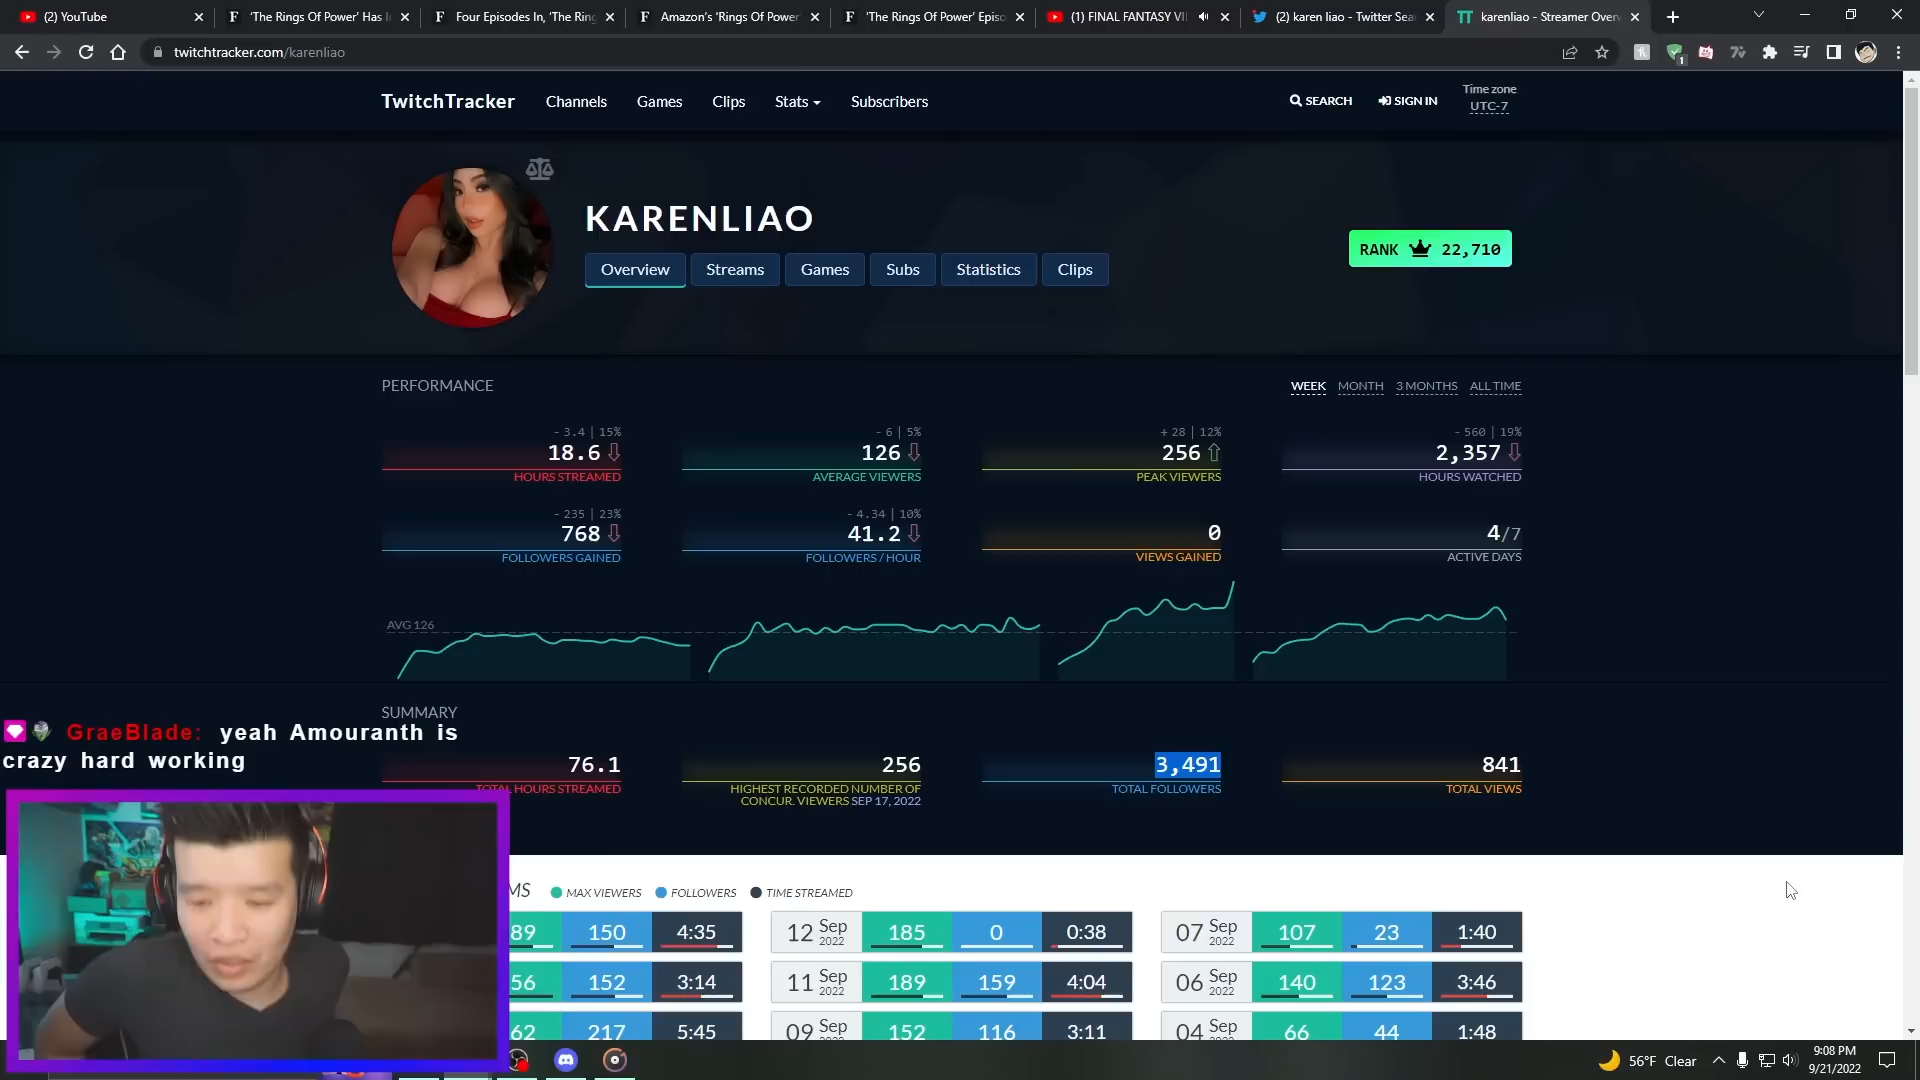 (2) YouTube
'The Rings Of Power' Has I
Four Episodes In, 'The Ring
Amazon's 'Rings Of Power'
'The Rings Of Power' Episo
(1) FINAL FANTASY VII
(2) karen liao - Twitter Sea
karenliao - Streamer Over
twitchtracker.com/karenliao
1
TwitchTracker
Channels
Games
Clips
Stats
Subscribers
SEARCH
SIGN IN
Time zone
UTC-7
KARENLIAO
Overview
Streams
Games
Subs
Statistics
Clips
RANK 22,710
PERFORMANCE
WEEK
MONTH
3 MONTHS
ALL TIME
- 3.4 | 15%
18.6
HOURS STREAMED
- 6 | 5%
126
AVERAGE VIEWERS
+ 28 | 12%
256
PEAK VIEWERS
- 560 | 19%
2,357
HOURS WATCHED
- 235 | 23%
768
FOLLOWERS GAINED
- 4.34 | 10%
41.2
FOLLOWERS / HOUR
0
VIEWS GAINED
4/7
ACTIVE DAYS
AVG 126
SUMMARY
GraeBlade: yeah Amouranth is
crazy hard working
76.1
TOTAL HOURS STREAMED
256
HIGHEST RECORDED NUMBER OF
CONCUR. VIEWERS SEP 17, 2022
3,491
TOTAL FOLLOWERS
841
TOTAL VIEWS
MS
MAX VIEWERS
FOLLOWERS
TIME STREAMED
89 150 4:35
12 Sep 2022 185 0 0:38
07 Sep 2022 107 23 1:40
56 152 3:14
11 Sep 2022 189 159 4:04
06 Sep 2022 140 123 3:46
62 217 5:45
09 Sep 2022 152 116 3:11
04 Sep 2022 66 44 1:48
56°F Clear
9:08 PM
9/21/2022